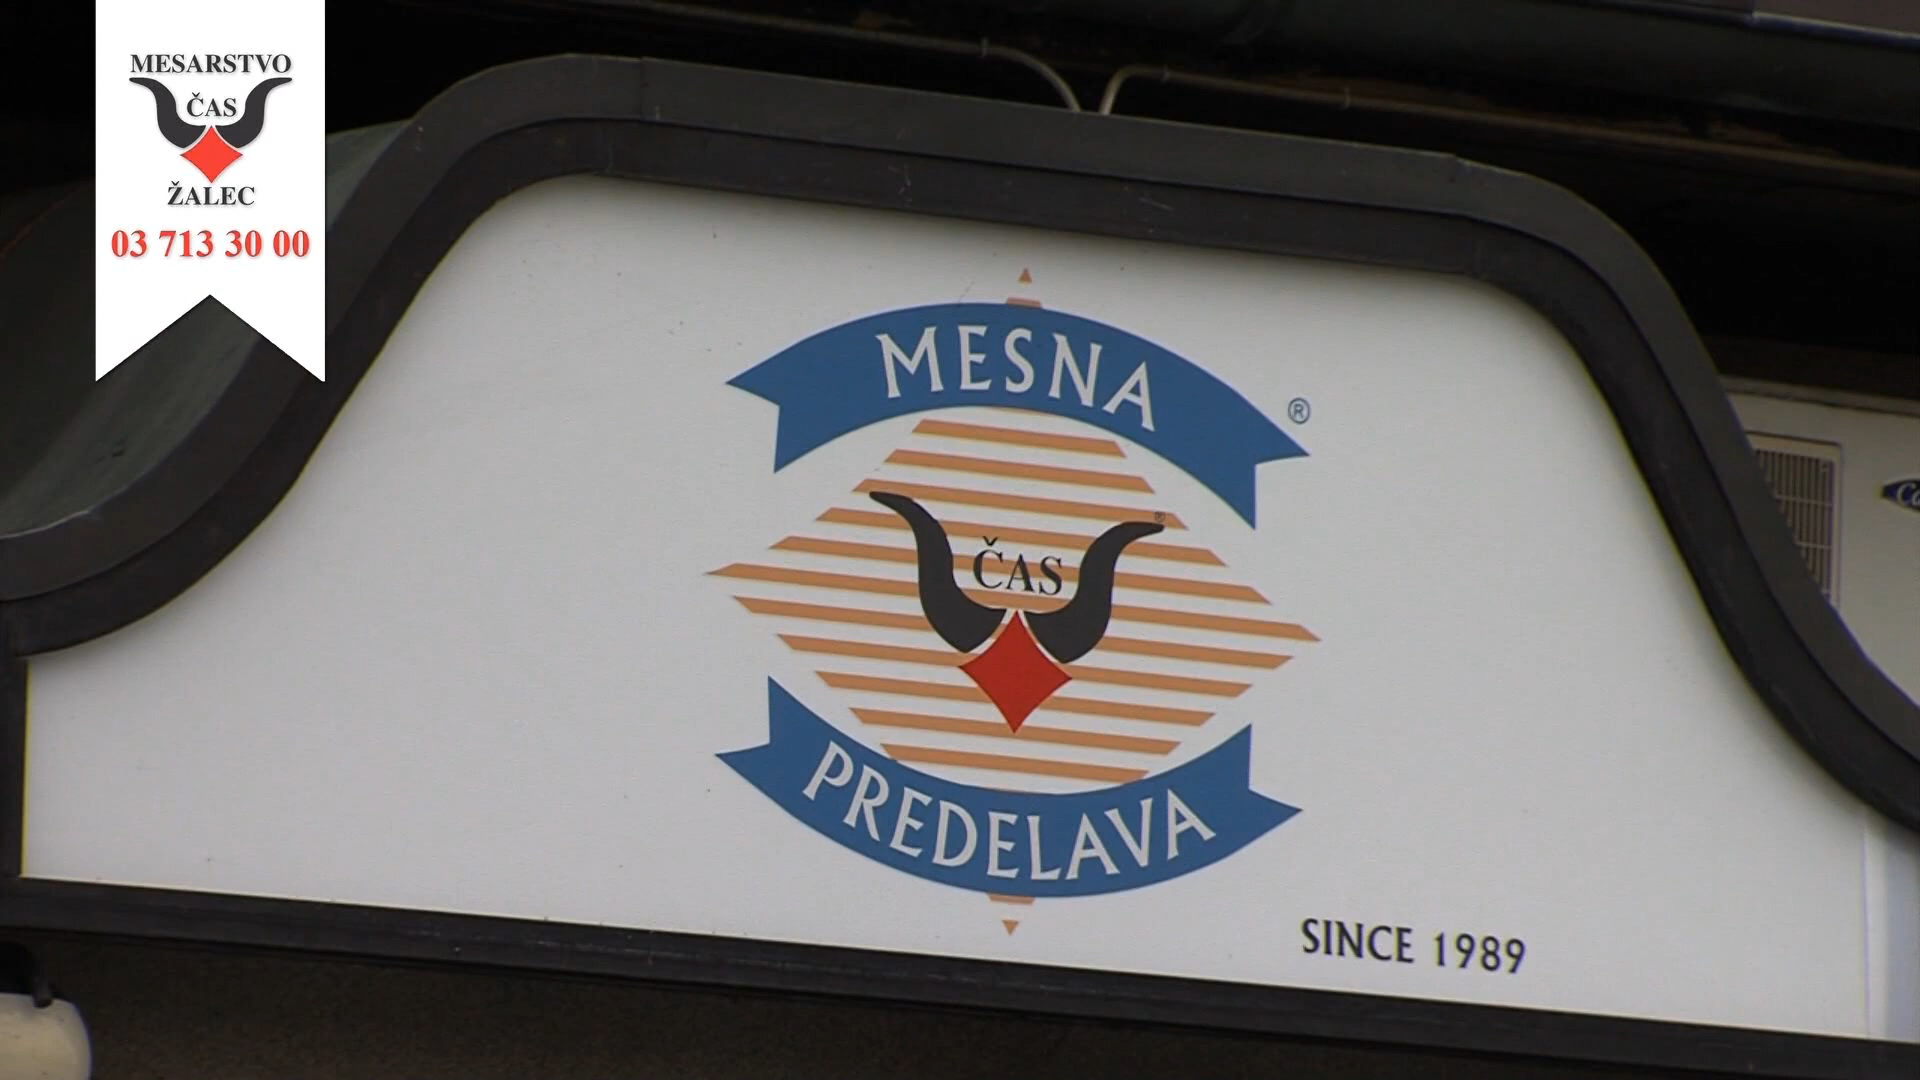 MESARSTVO
ČAS
ŽALEC
03 713 30 00
MESNA
®
ČAS
®
PREDELAVA
SINCE 1989